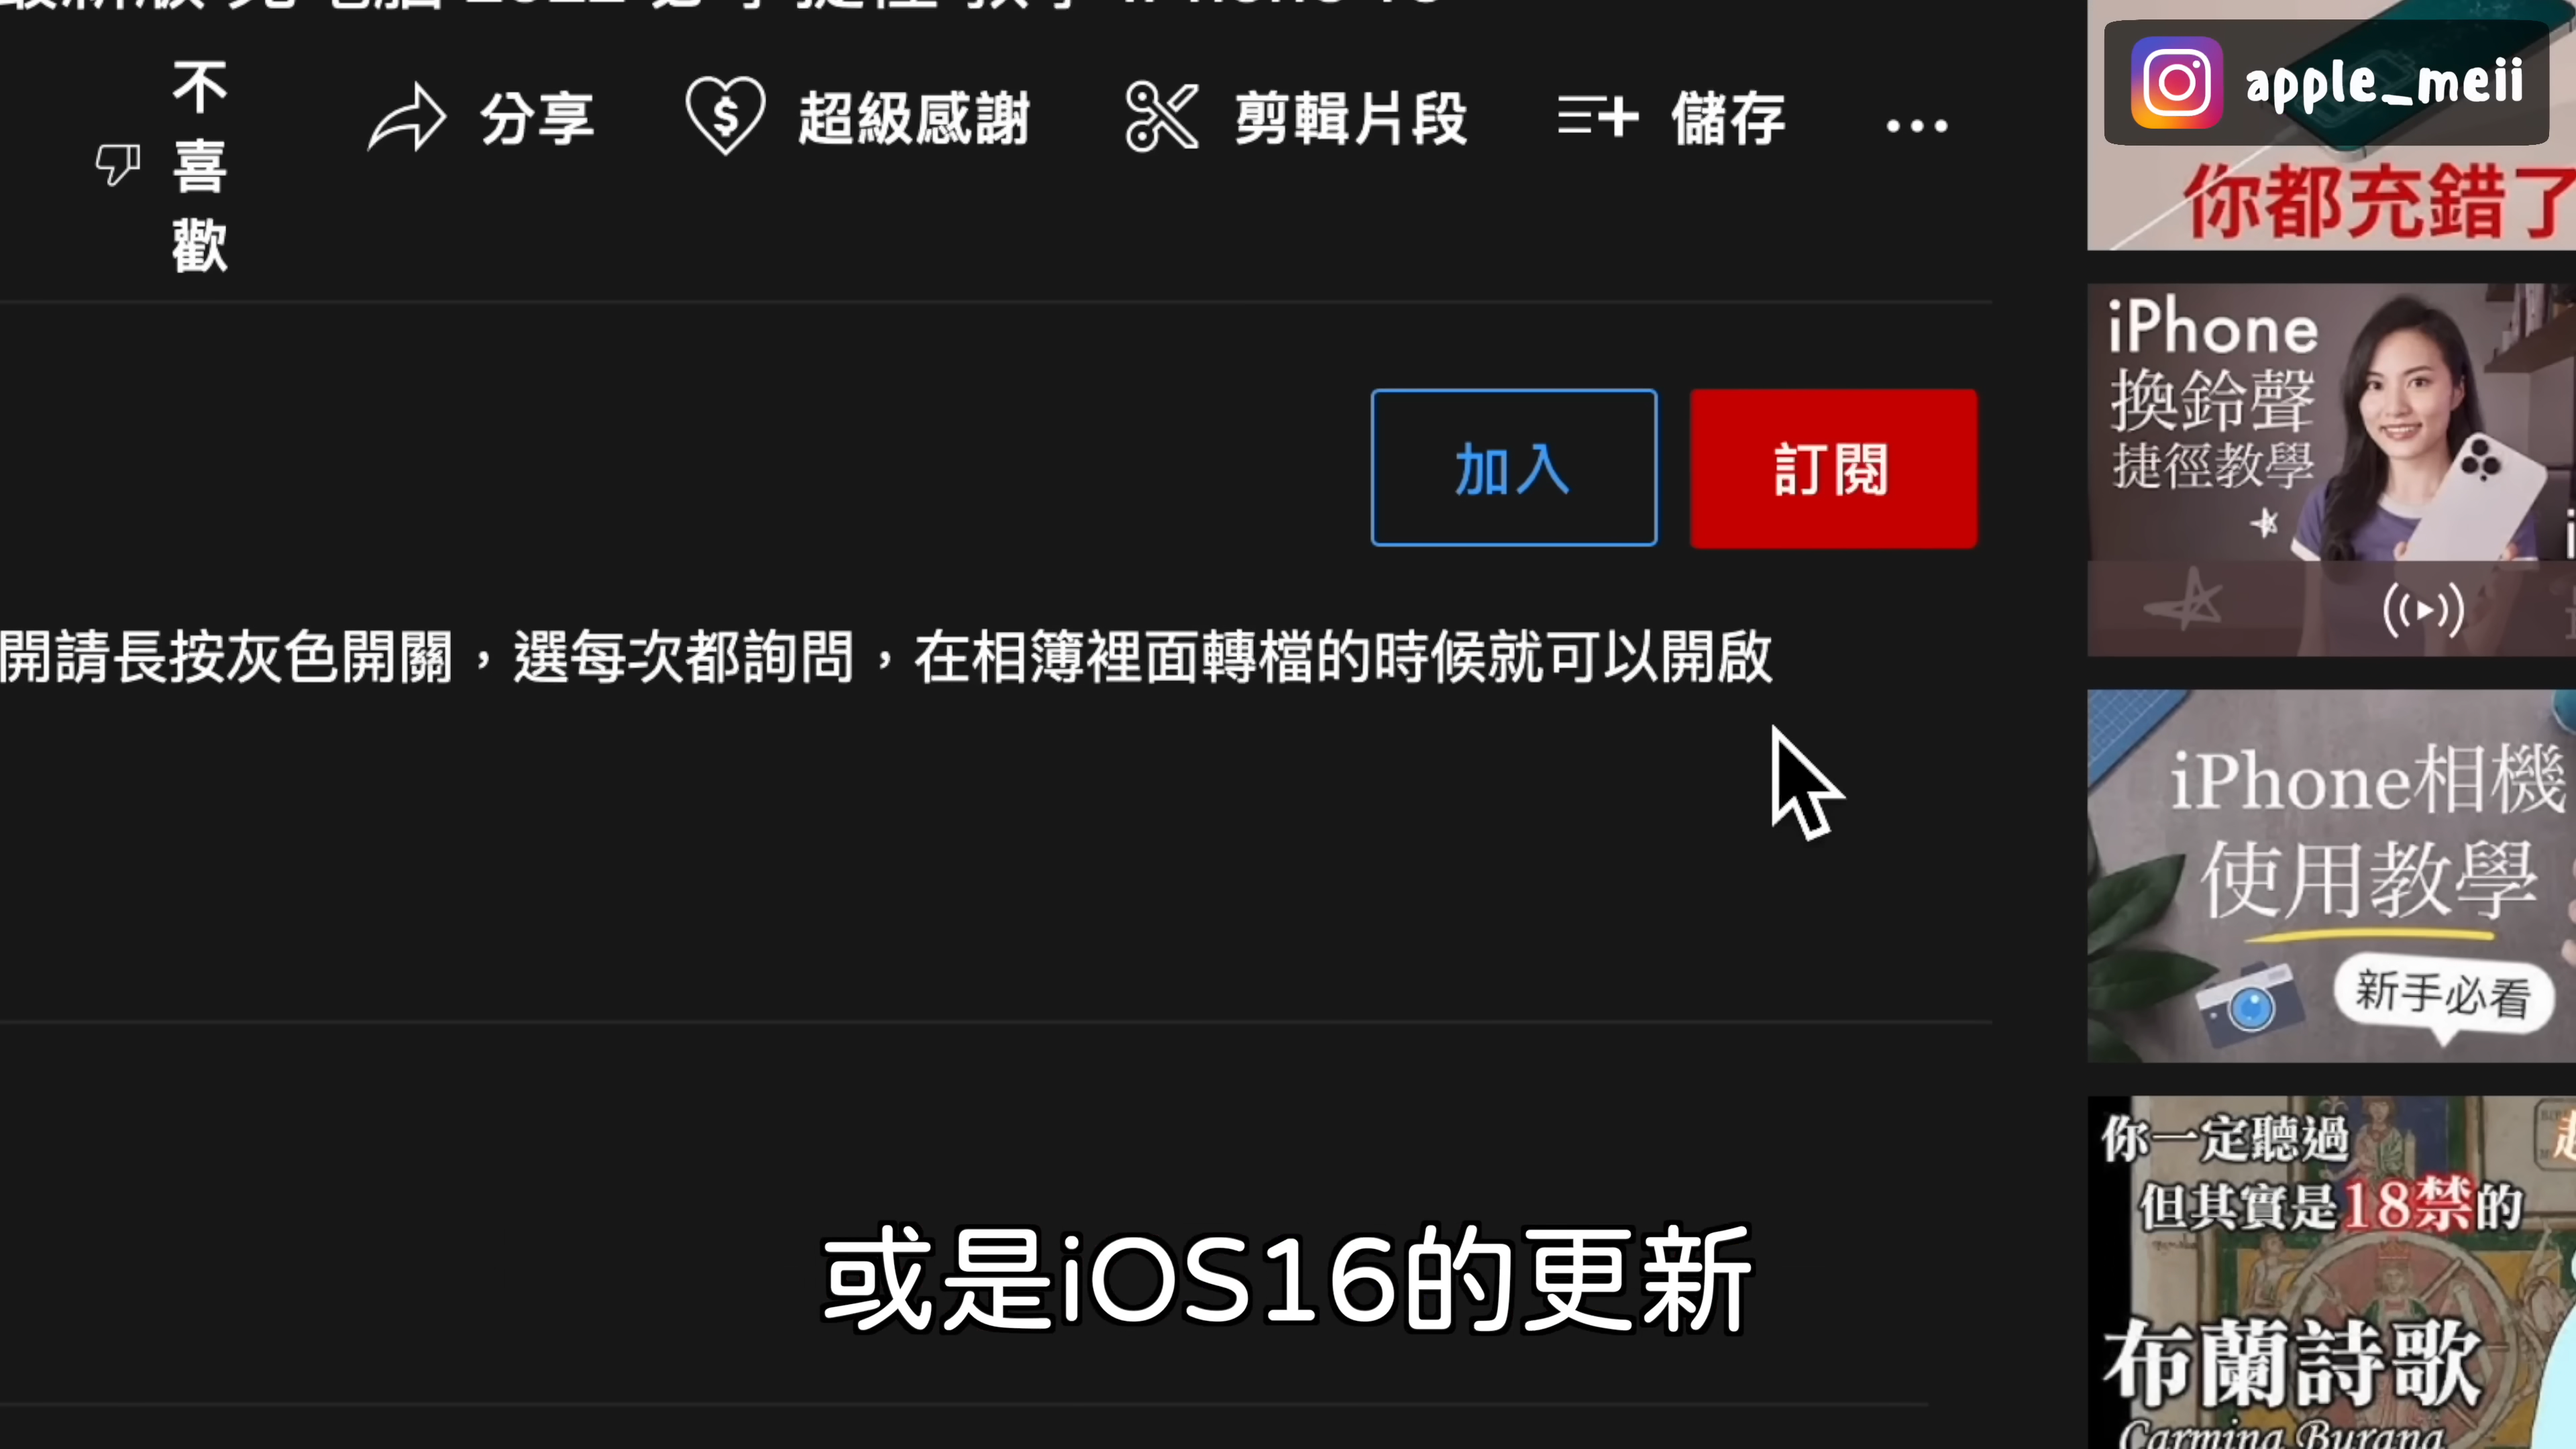 不喜歡
分享
超級感謝
剪輯片段
儲存
apple_meii
你都充錯了
加入
訂閱
iPhone
換鈴聲
捷徑教學
開請長按灰色開關，選每次都詢問，在相簿裡面轉檔的時候就可以開啟
iPhone相機
使用教學
新手必看
你一定聽過
但其實是18禁的
布蘭詩歌
Carmina Burana
或是iOS16的更新